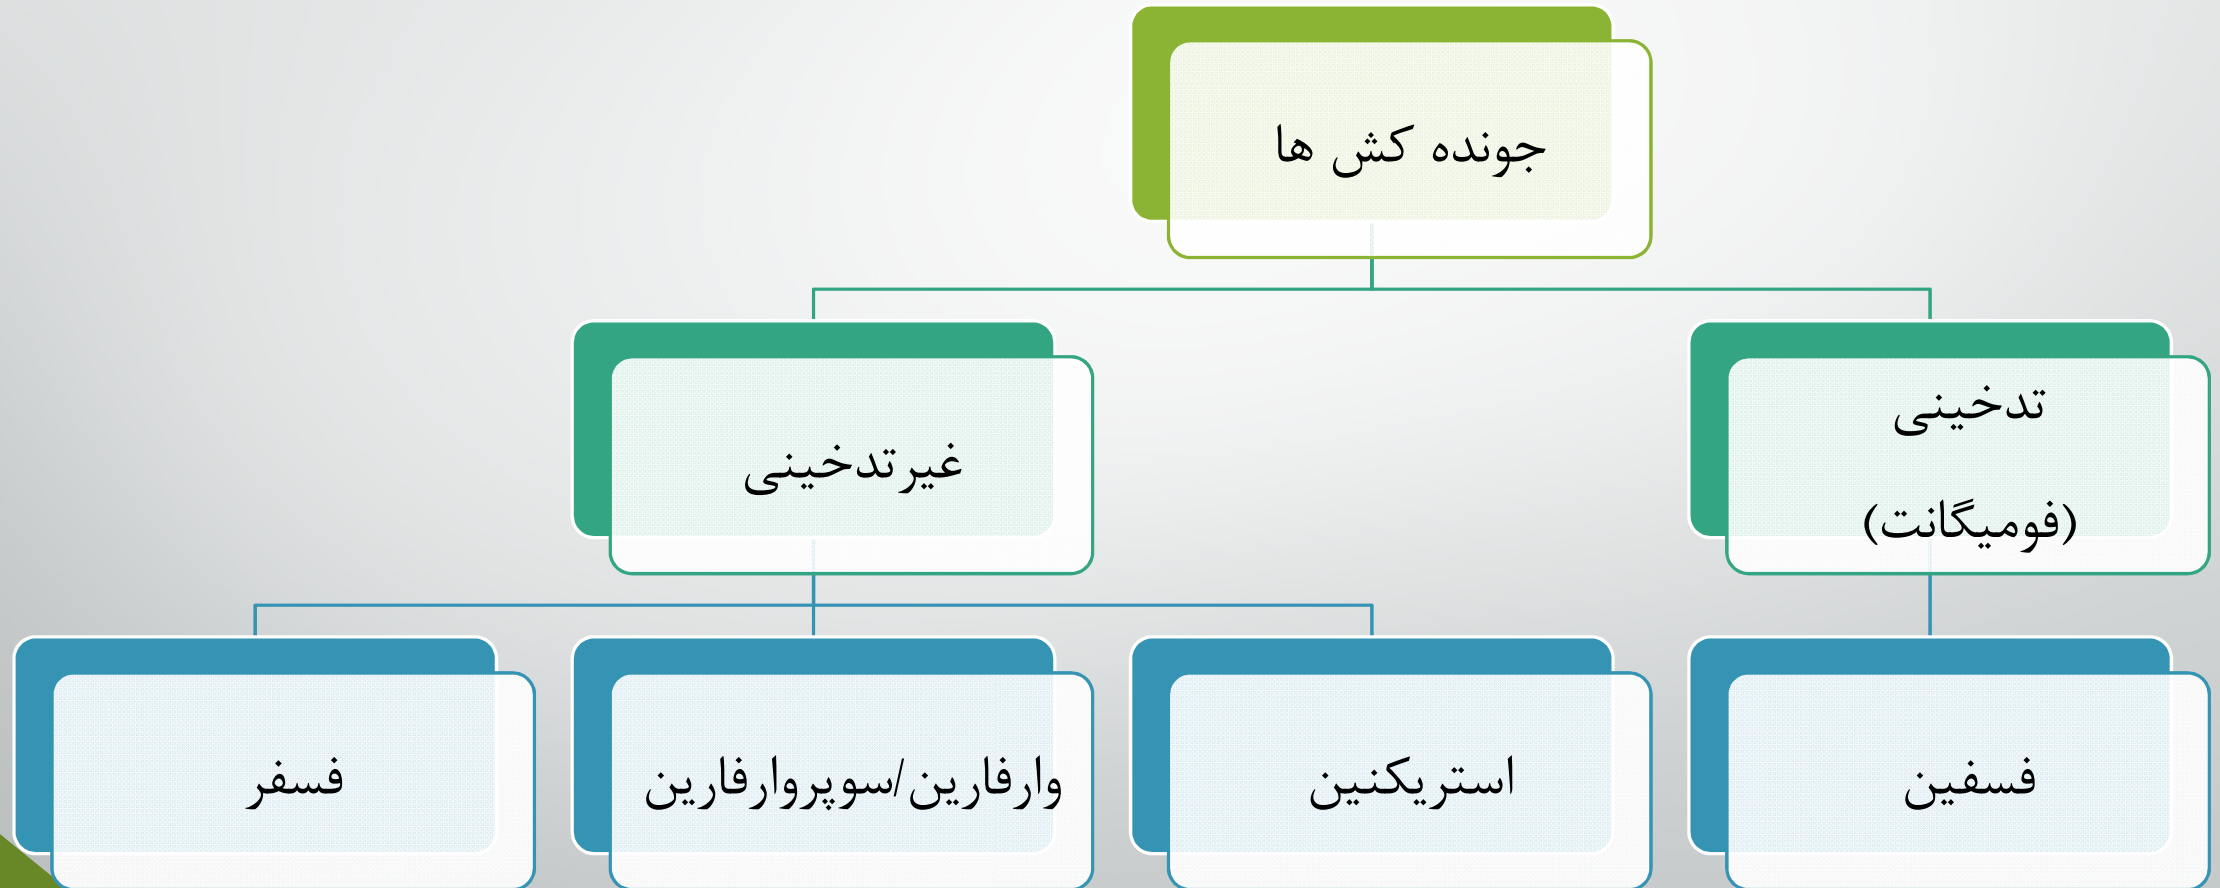 جونده کش ها
تدخینی
(فومیگانت)
غیرتدخینی
فسفین
استریکنین
وارفارین/سوپروارفارین
فسفر